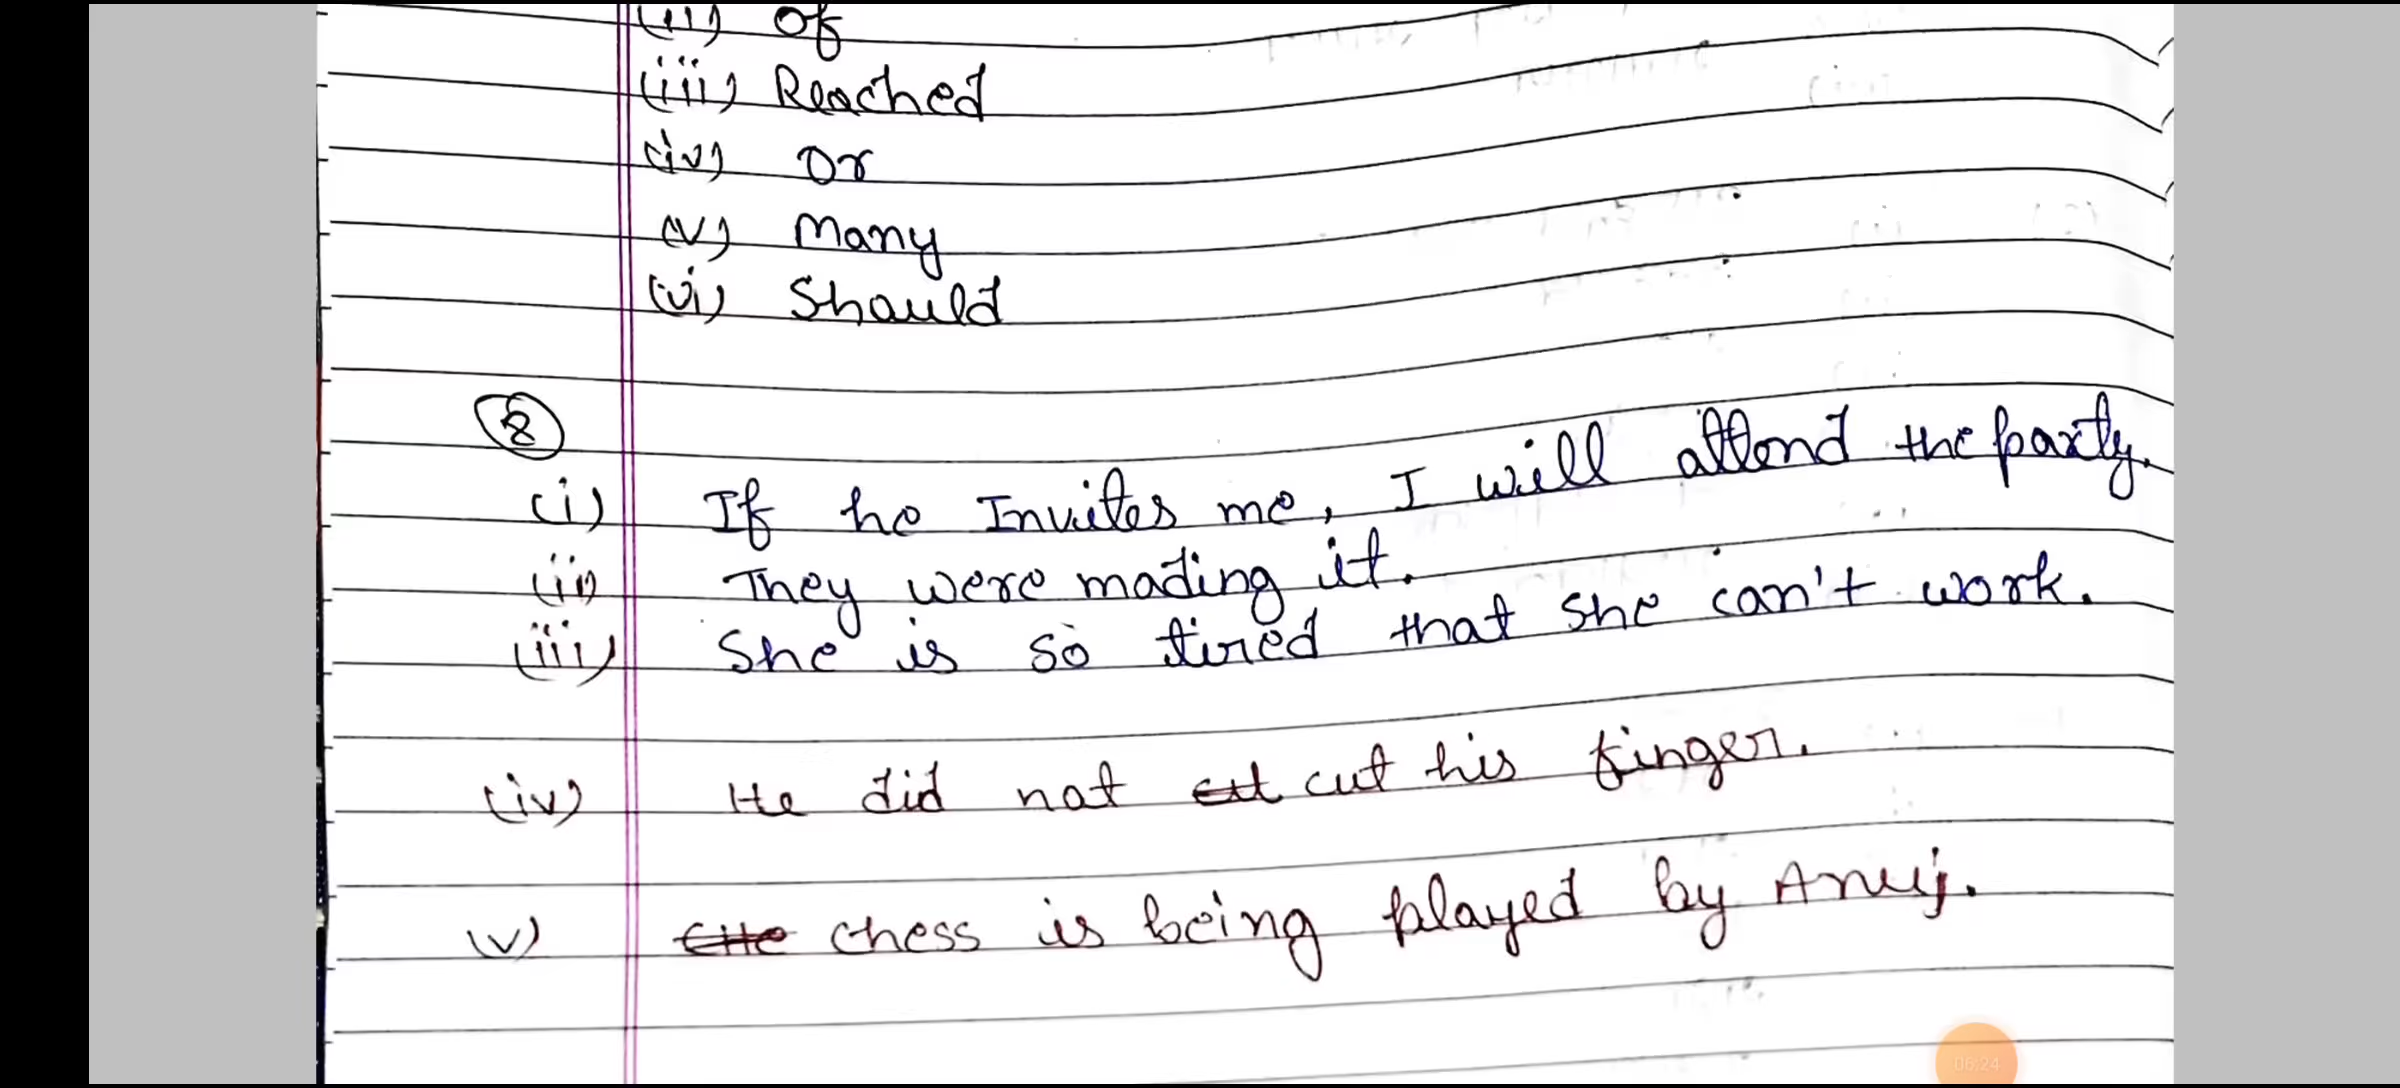 (ii) of
(iii) Reached
(iv) Or
(v) Many
(vi) Should
8
(i) If he Invites me, I will attend the party.
(ii) They were mading it.
(iii) She is so tired that she can't work.
(iv) He did not cut his finger.
(v) chess is being played by Anuj.
06:24